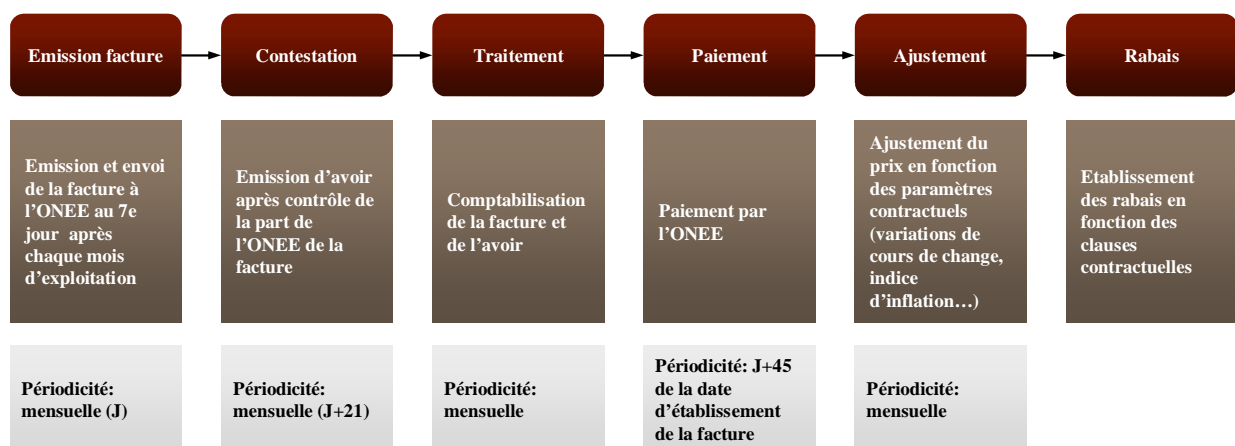 Emission facture
Contestation
Traitement
Paiement
Ajustement
Rabais
Emission et envoi
de la facture à
l'ONEE au 7e
jour après
chaque mois
d'exploitation
Emission d'avoir
après contrôle de
la part de
l'ONEE de la
facture
Comptabilisation
de la facture et
de l'avoir
Paiement par
l'ONEE
Ajustement du
prix en fonction
des paramètres
contractuels
(variations de
cours de change,
indice
d'inflation…)
Etablissement
des rabais en
fonction des
clauses
contractuelles
Périodicité:
mensuelle (J)
Périodicité:
mensuelle (J+21)
Périodicité:
mensuelle
Périodicité: J+45
de la date
d'établissement
de la facture
Périodicité:
mensuelle